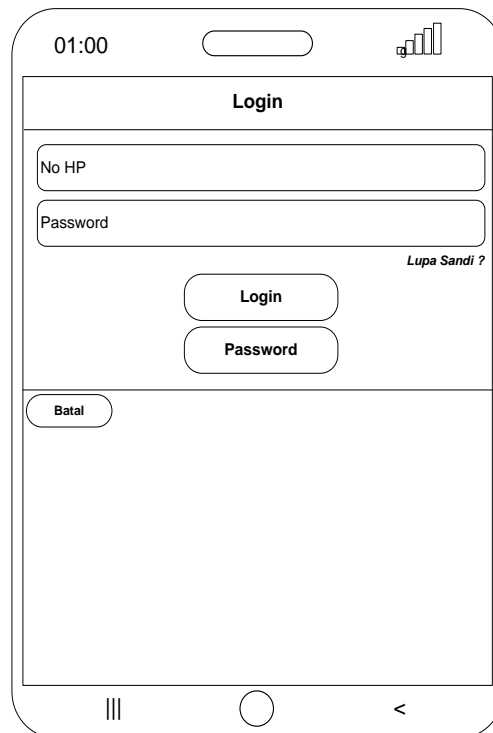 01:00
Login
No HP
Password
Lupa Sandi ?
Login
Password
Batal
||| <